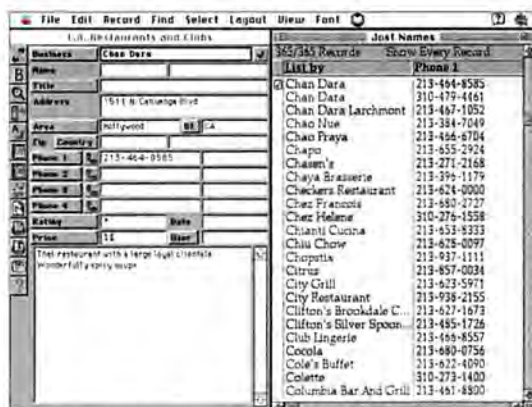 File Edit Record Find Select Layout View Font
L.A. Restaurants and Clubs
Business Chan Dara
Name
Title
Address 1511 N. Cahuenga Blvd
Area Hollywood St CA
Zip Country
Phone 1 213-464-8585
Phone 2
Phone 3
Phone 4
Rating * Date
Price $$ User
Thai restaurant with a large loyal clientele
Wonderfully spicy soups
Just Names
365/365 Records Show Every Record
List by Phone 1
Chan Dara 213-464-8585
Chan Dara 310-479-4461
Chan Dara Larchmont 213-467-1052
Chao Nue 213-384-7049
Chao Praya 213-466-6704
Chapo 213-655-2924
Chasen's 213-271-2168
Chaya Brasserie 213-396-1179
Checkers Restaurant 213-624-0000
Chez Francois 213-680-2727
Chez Helene 310-276-1558
Chianti Cucina 213-653-8333
Chiu Chow 213-628-0097
Chopstix 213-937-1111
Citrus 213-857-0034
City Grill 213-623-5971
City Restaurant 213-938-2155
Clifton's Brookdale C... 213-627-1673
Clifton's Silver Spoon... 213-485-1726
Club Lingerie 213-466-8557
Cocola 213-680-0756
Cole's Buffet 213-622-4090
Colette 310-273-1400
Columbia Bar And Grill 213-461-8800